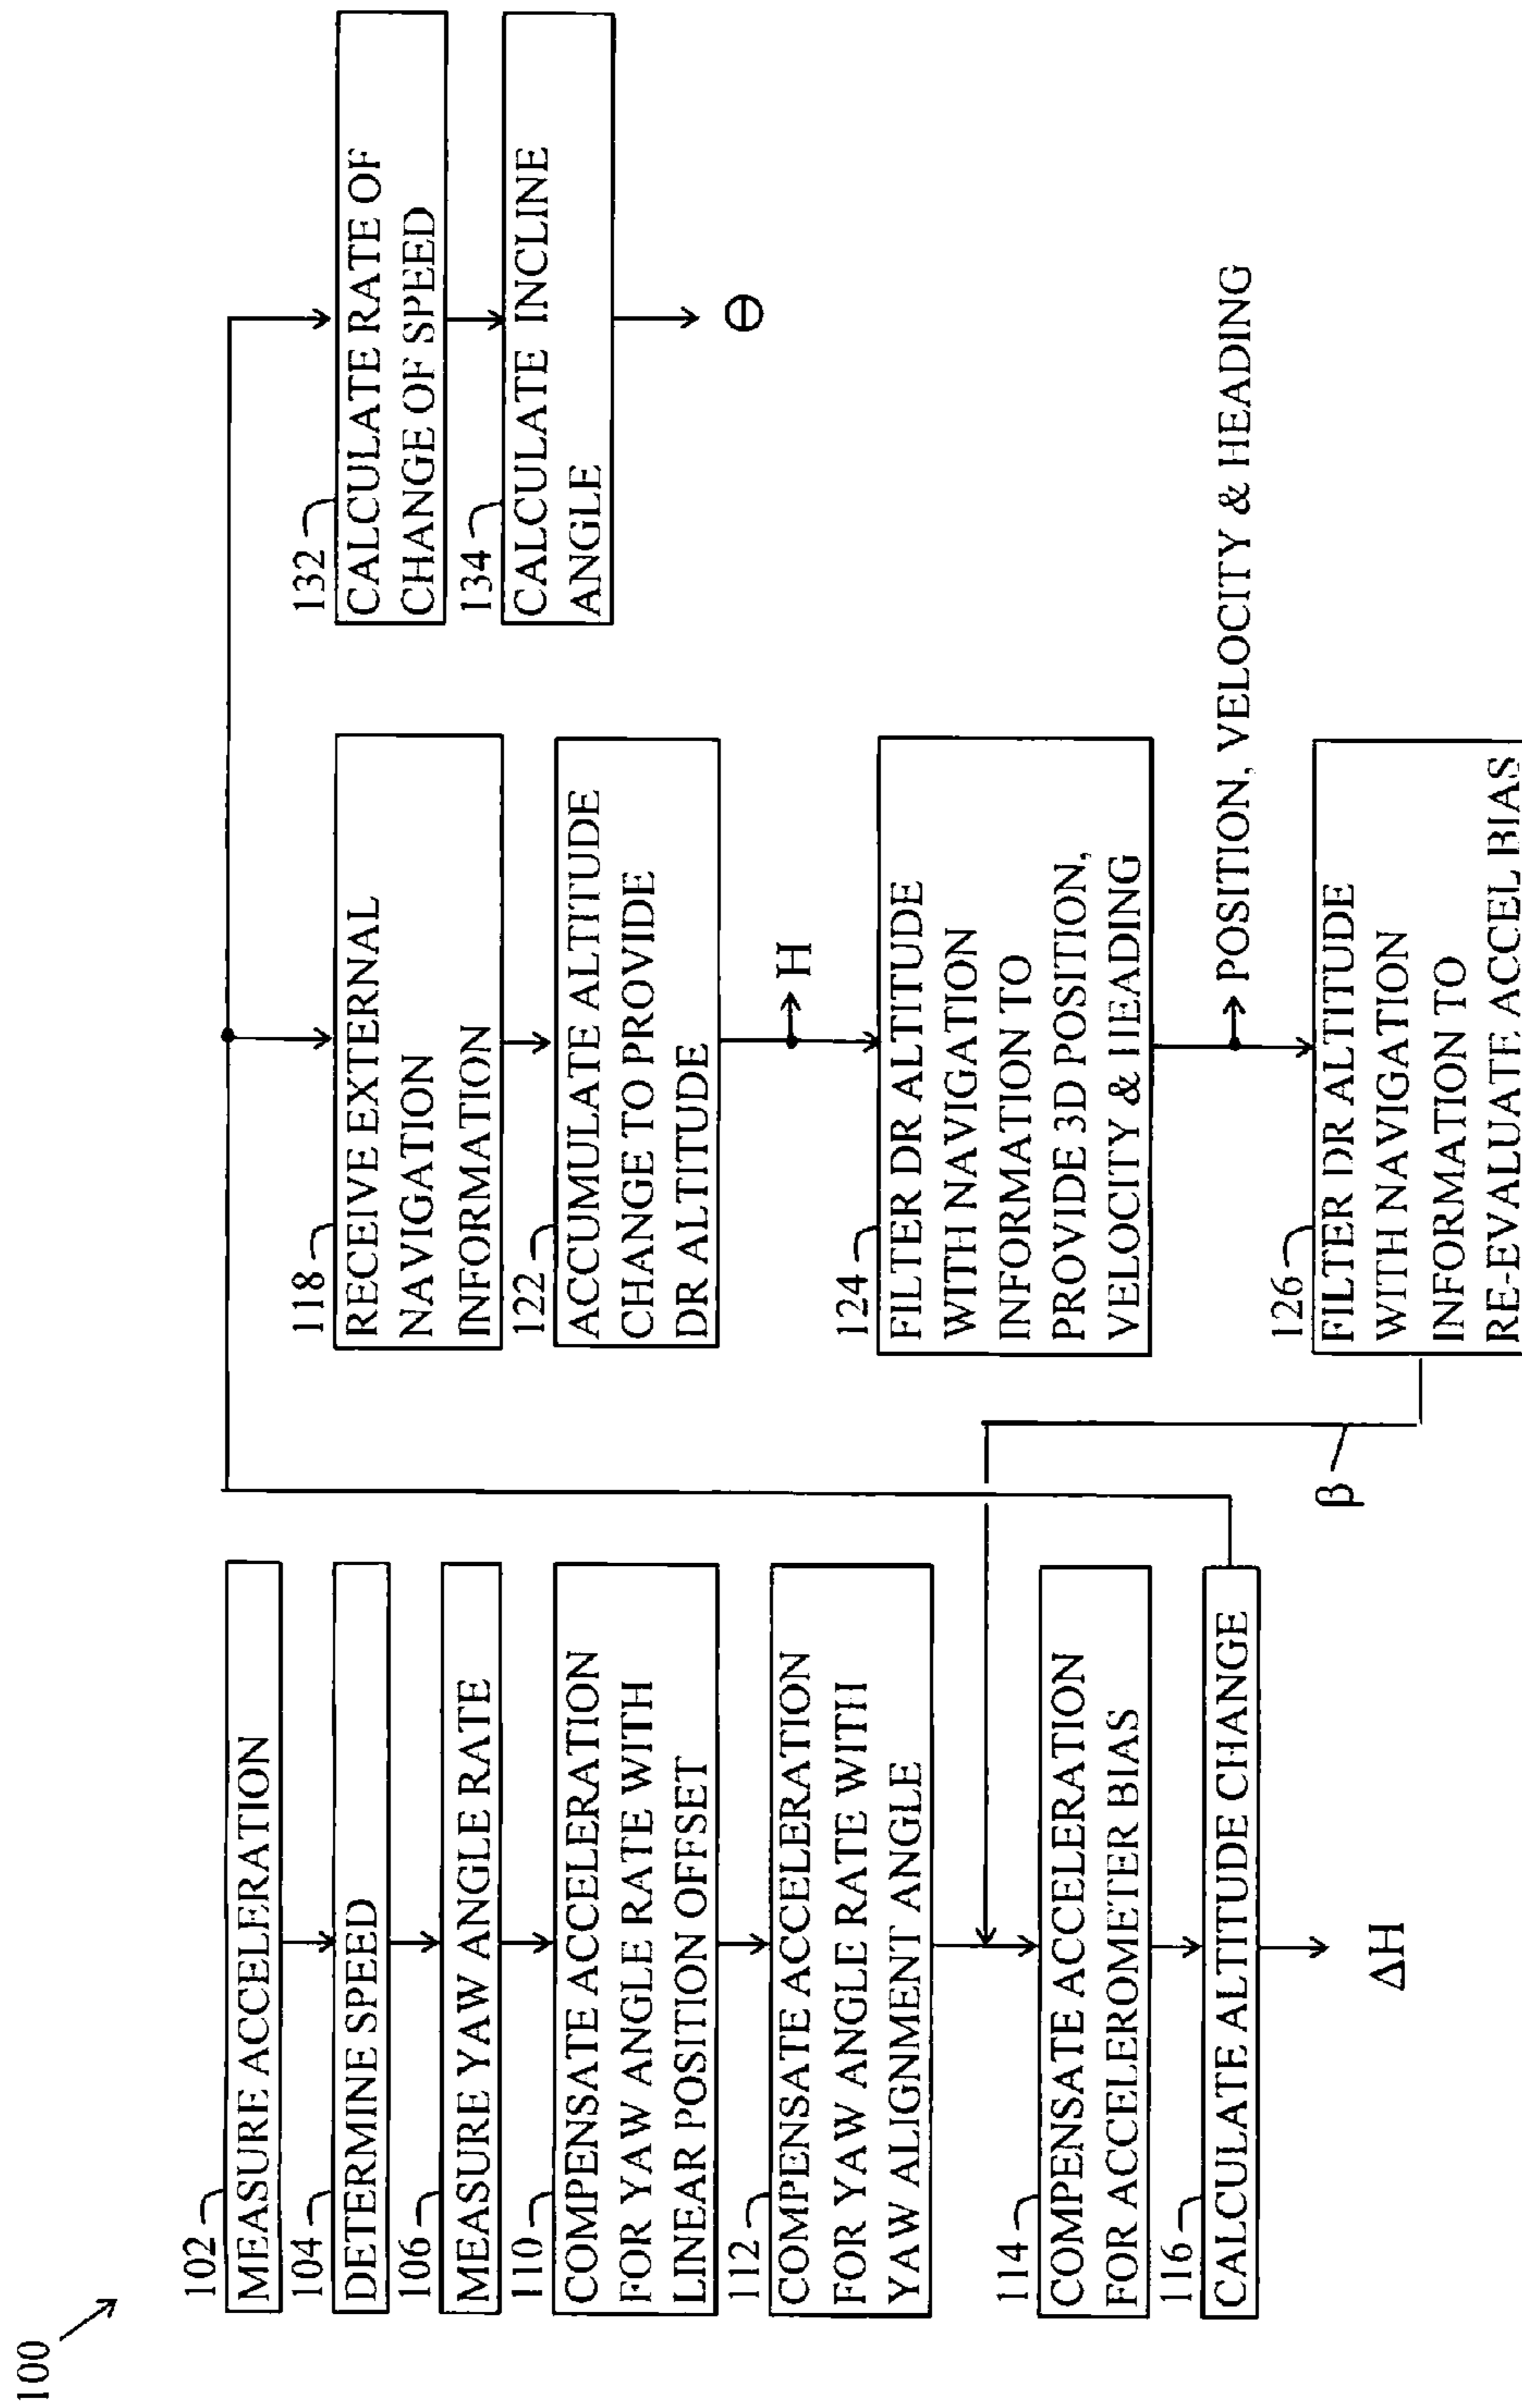 100
102
MEASURE ACCELERATION
104
DETERMINE SPEED
106
MEASURE YAW ANGLE RATE
110
COMPENSATE ACCELERATION
FOR YAW ANGLE RATE WITH
LINEAR POSITION OFFSET
112
COMPENSATE ACCELERATION
FOR YAW ANGLE RATE WITH
YAW ALIGNMENT ANGLE
114
COMPENSATE ACCELERATION
FOR ACCELEROMETER BIAS
116
CALCULATE ALTITUDE CHANGE
ΔH
β
118
RECEIVE EXTERNAL
NAVIGATION
INFORMATION
122
ACCUMULATE ALTITUDE
CHANGE TO PROVIDE
DR ALTITUDE
H
124
FILTER DR ALTITUDE
WITH NAVIGATION
INFORMATION TO
PROVIDE 3D POSITION,
VELOCITY & HEADING
POSITION, VELOCITY & HEADING
126
FILTER DR ALTITUDE
WITH NAVIGATION
INFORMATION TO
RE-EVALUATE ACCEL BIAS
132
CALCULATE RATE OF
CHANGE OF SPEED
134
CALCULATE INCLINE
ANGLE
Θ